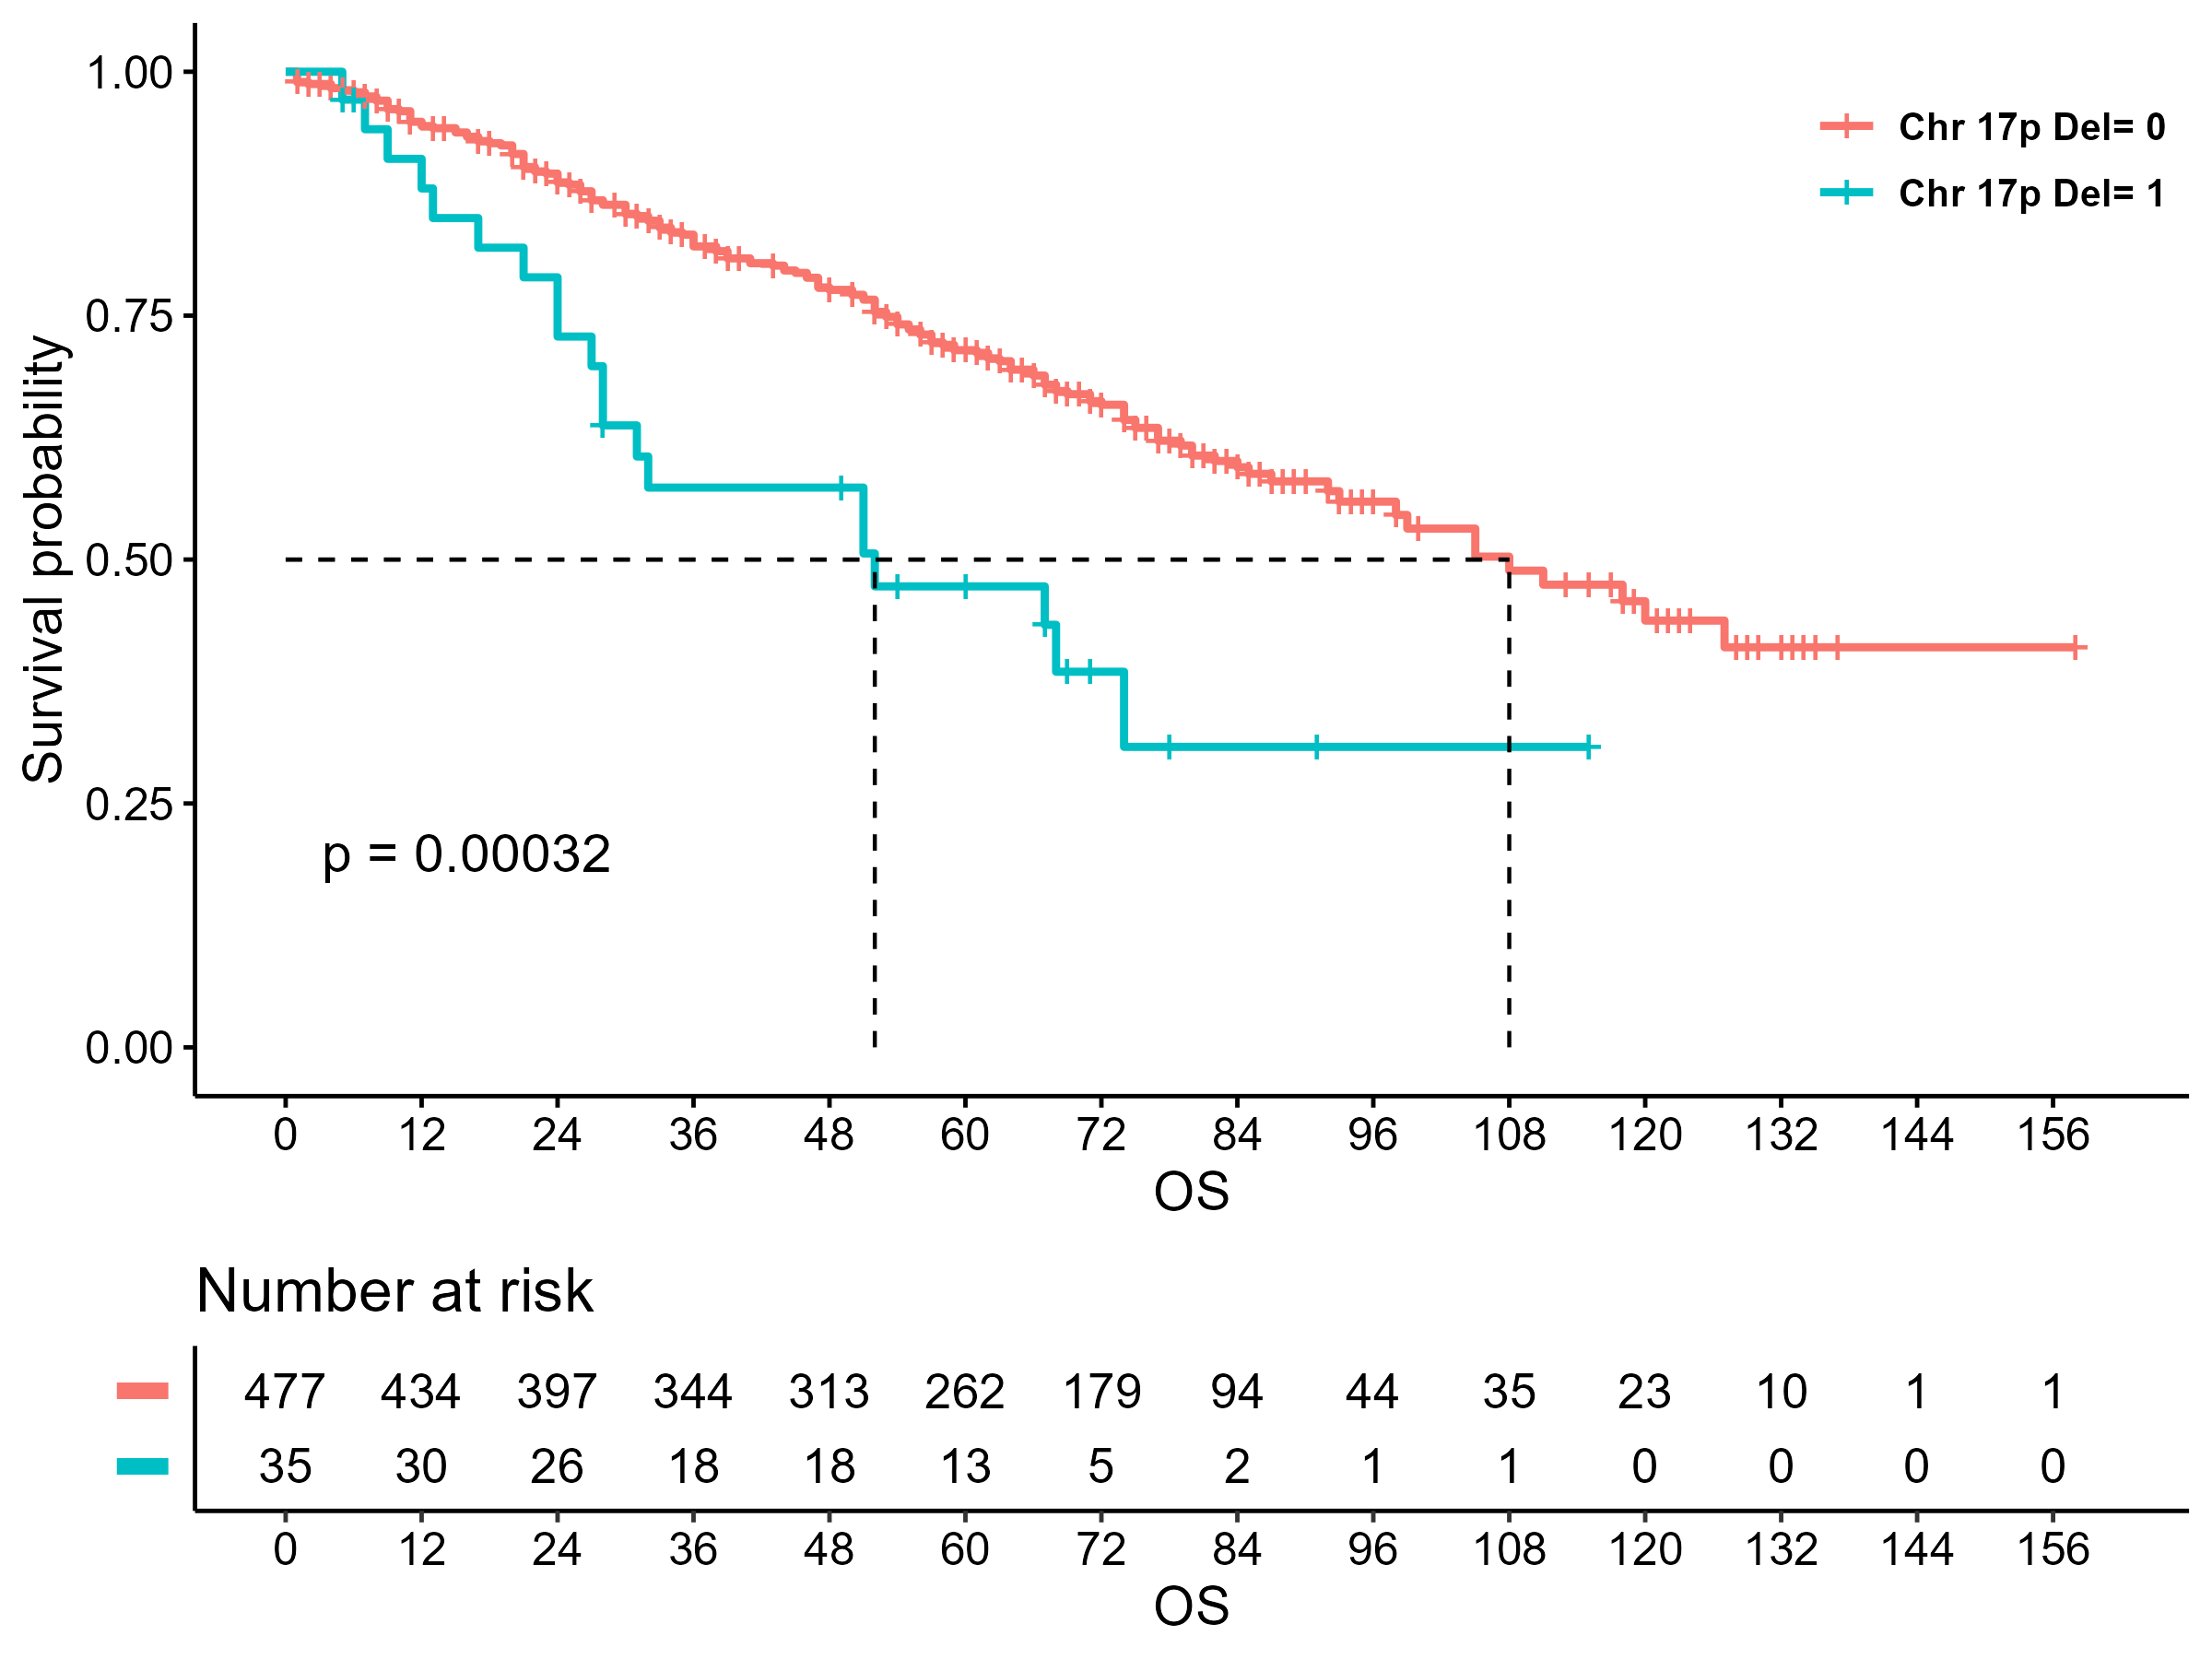 1.00
Chr 17p Del= 0
Chr 17p Del= 1
0.75
Survival probability
0.50
0.25
p = 0.00032
0.00
0 12 24 36 48 60 72 84 96 108 120 132 144 156
OS
Number at risk
477 434 397 344 313 262 179 94 44 35 23 10 1 1
35 30 26 18 18 13 5 2 1 1 0 0 0 0
0 12 24 36 48 60 72 84 96 108 120 132 144 156
OS